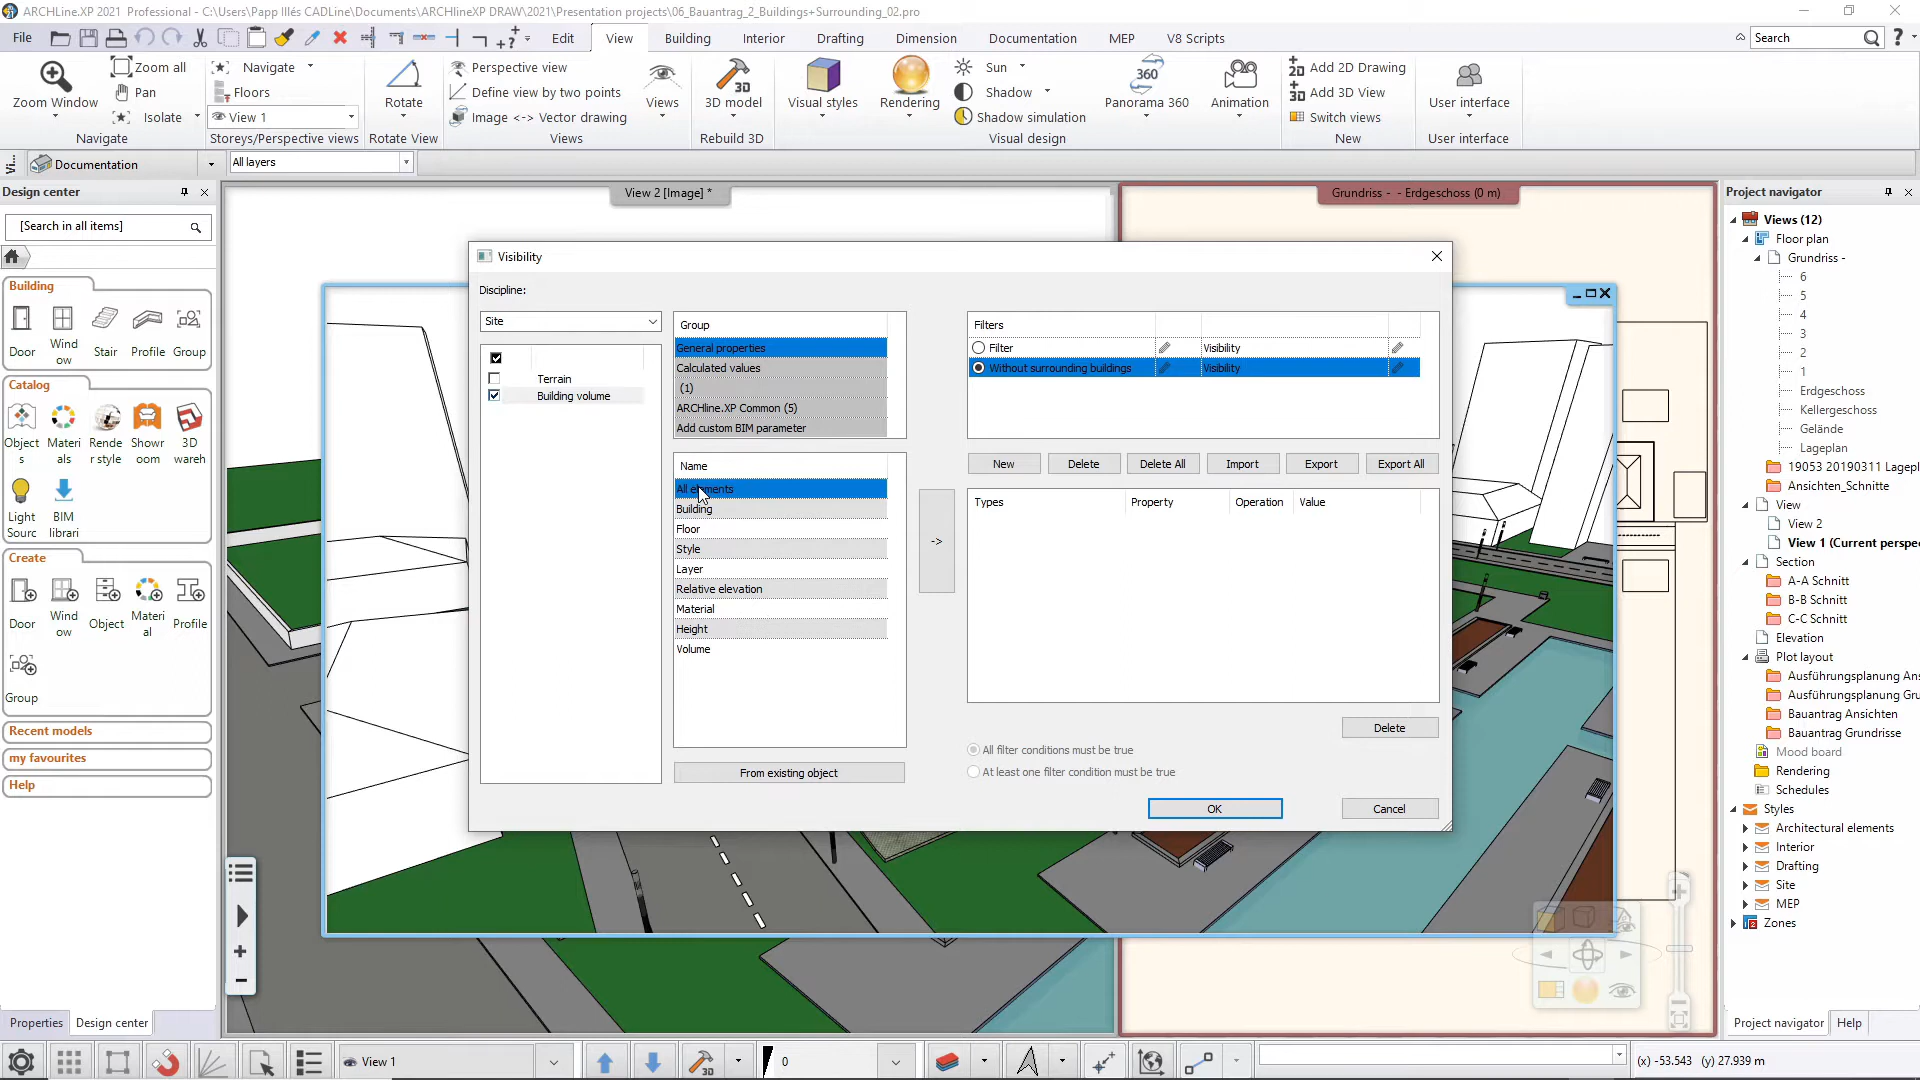 ARCHLine.XP 2021 Professional - C:\Users\Papp Illés CADLine\Documents\ARCHlineXP DRAW\2021\Presentation projects\06_Bauantrag_2_Buildings+Surrounding_02.pro
File
Edit
View
Building
Interior
Drafting
Dimension
Documentation
MEP
V8 Scripts
Search
Zoom Window
Zoom all
Pan
Isolate
Navigate
Navigate
Floors
View 1
Storeys/Perspective views
Rotate
Rotate View
Perspective view
Define view by two points
Image <-> Vector drawing
Views
Views
3D model
Rebuild 3D
Visual styles
Rendering
Sun
Shadow
Shadow simulation
Panorama 360
Animation
Visual design
Add 2D Drawing
Add 3D View
Switch views
New
User interface
User interface
Documentation
All layers
Design center
[Search in all items]
Building
Door
Wind
ow
Stair
Profile
Group
Catalog
Object
s
Materi
als
Rende
r style
Showr
oom
3D
wareh
Light
Sourc
BIM
librari
Create
Door
Wind
ow
Object
Materi
al
Profile
Group
Recent models
my favourites
Help
Properties
Design center
View 2 [Image] *
Grundriss - - Erdgeschoss (0 m)
Visibility
Discipline:
Site
Terrain
Building volume
Group
General properties
Calculated values
(1)
ARCHline.XP Common (5)
Add custom BIM parameter
Name
All elements
Building
Floor
Style
Layer
Relative elevation
Material
Height
Volume
From existing object
->
Filters
Filter
Visibility
Without surrounding buildings
Visibility
New
Delete
Delete All
Import
Export
Export All
Types
Property
Operation
Value
Delete
All filter conditions must be true
At least one filter condition must be true
OK
Cancel
Project navigator
Views (12)
Floor plan
Grundriss -
6
5
4
3
2
1
Erdgeschoss
Kellergeschoss
Gelände
Lageplan
19053 20190311 Lagepl
Ansichten_Schnitte
View
View 2
View 1 (Current perspe
Section
A-A Schnitt
B-B Schnitt
C-C Schnitt
Elevation
Plot layout
Ausführungsplanung Ans
Ausführungsplanung Gru
Bauantrag Ansichten
Bauantrag Grundrisse
Mood board
Rendering
Schedules
Styles
Architectural elements
Interior
Drafting
Site
MEP
Zones
Project navigator
Help
View 1
0
(x) -53.543 (y) 27.939 m